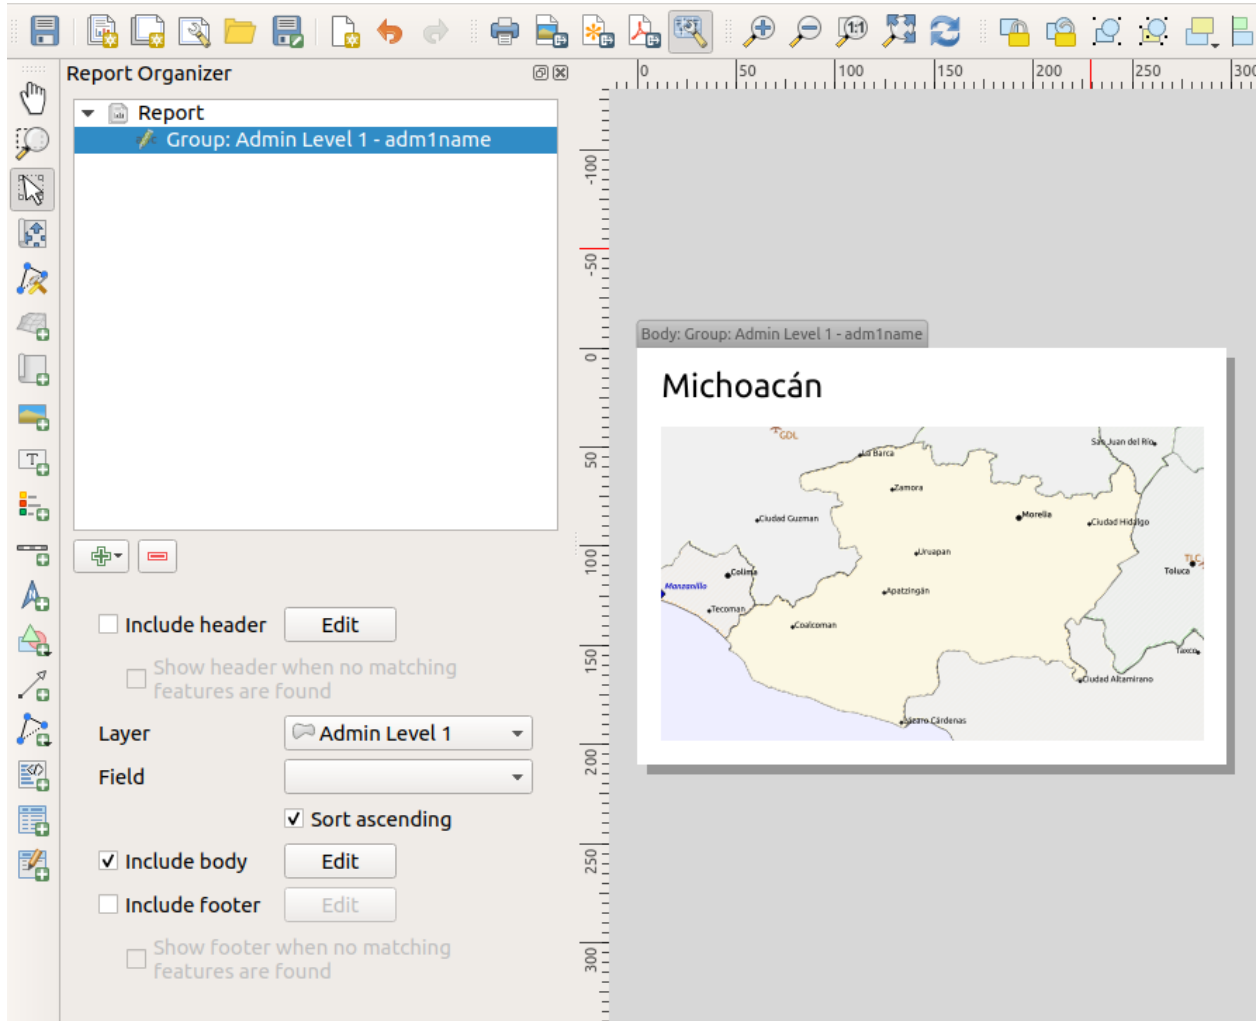 1:1
Report Organizer
Report
Group: Admin Level 1 - adm1name
Include header
Edit
Show header when no matching
features are found
Layer
Admin Level 1
Field
Sort ascending
Include body
Edit
Include footer
Edit
Show footer when no matching
features are found
0
50
100
150
200
250
300
-100
-50
0
50
100
150
200
250
300
Body: Group: Admin Level 1 - adm1name
Michoacán
GDL
San Juan del Río
La Barca
Zamora
Ciudad Guzman
Morelia
Ciudad Hidalgo
Uruapan
TLC
Toluca
Colima
Manzanillo
Apatzingán
Tecoman
Coalcoman
Taxco
Ciudad Altamirano
Lázaro Cárdenas